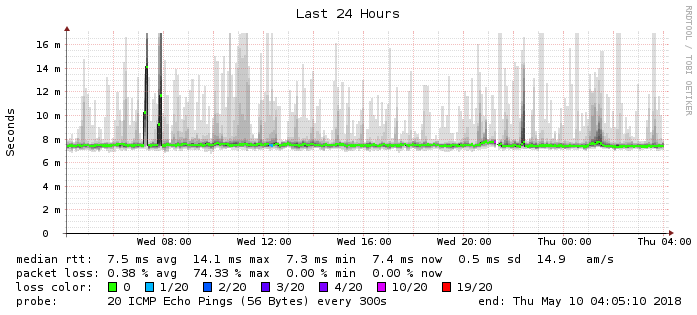 Last 24 Hours
RRDTOOL / TOBI OETIKER
Seconds
16 m
14 m
12 m
10 m
8 m
6 m
4 m
2 m
0
Wed 08:00 Wed 12:00 Wed 16:00 Wed 20:00 Thu 00:00 Thu 04:00
median rtt: 7.5 ms avg 14.1 ms max 7.3 ms min 7.4 ms now 0.5 ms sd 14.9 am/s
packet loss: 0.38 % avg 74.33 % max 0.00 % min 0.00 % now
loss color: 0 1/20 2/20 3/20 4/20 10/20 19/20
probe: 20 ICMP Echo Pings (56 Bytes) every 300s end: Thu May 10 04:05:10 2018